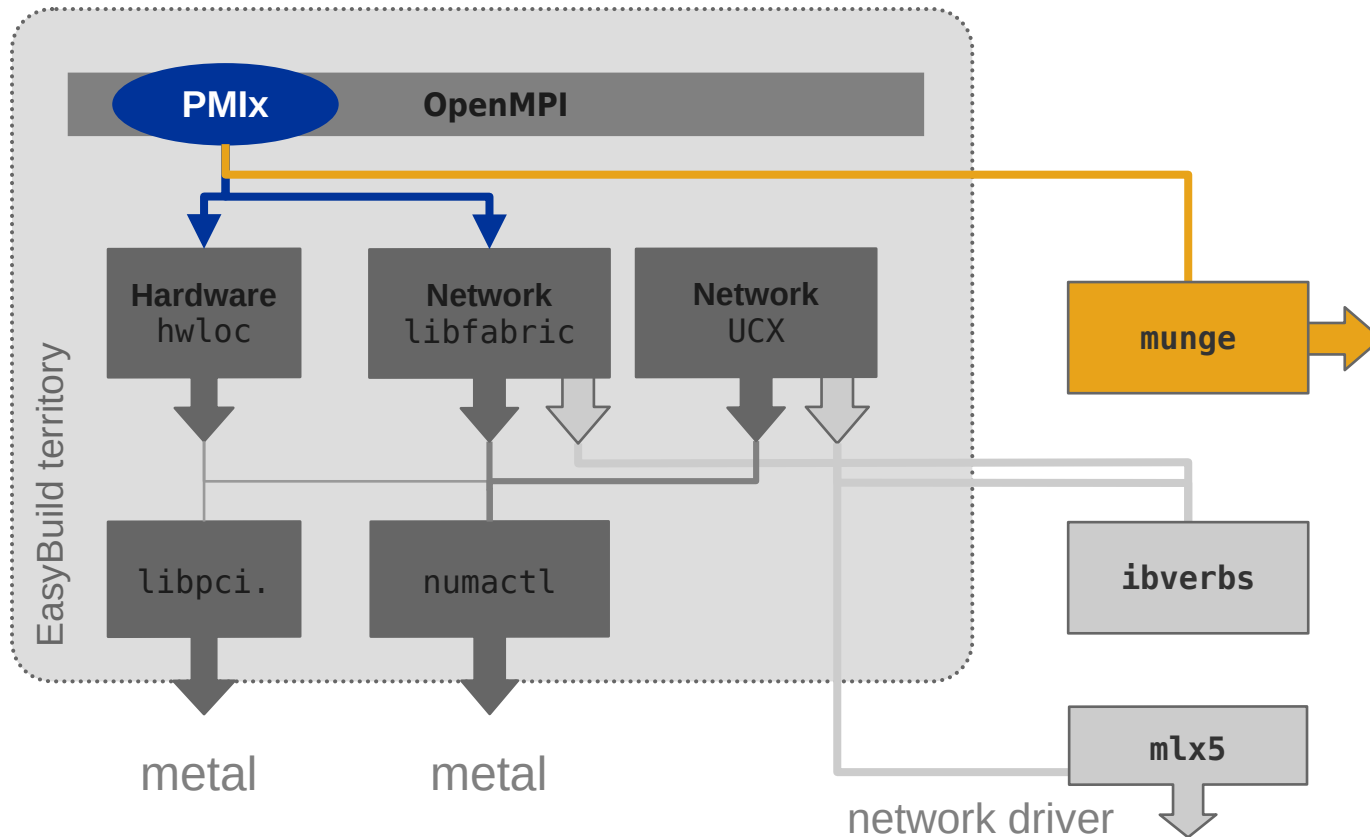 PMIx
OpenMPI
Hardware
hwloc
Network
libfabric
Network
UCX
munge
EasyBuild territory
libpci.
numactl
ibverbs
mlx5
metal
metal
network driver